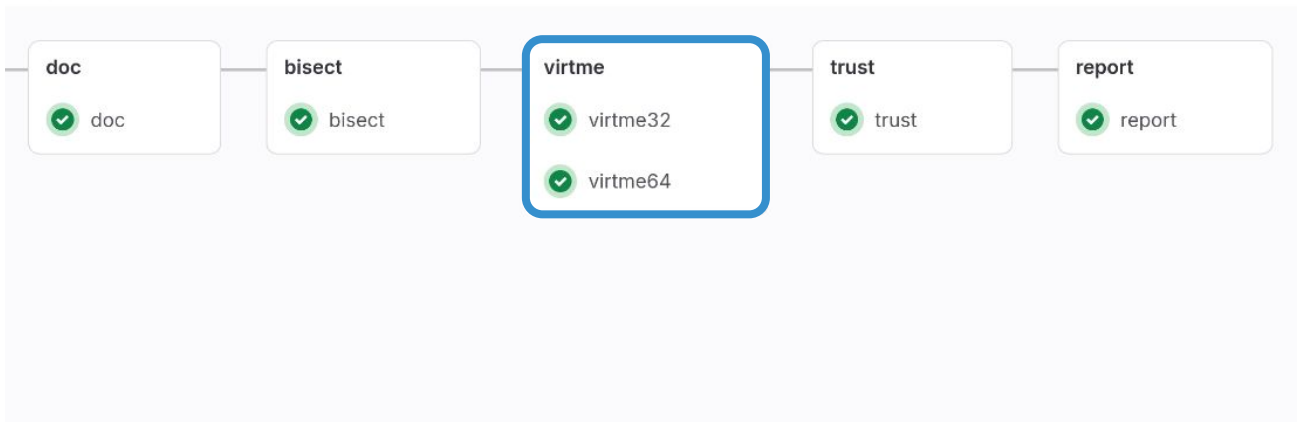 doc
doc
bisect
bisect
virtme
virtme32
virtme64
trust
trust
report
report